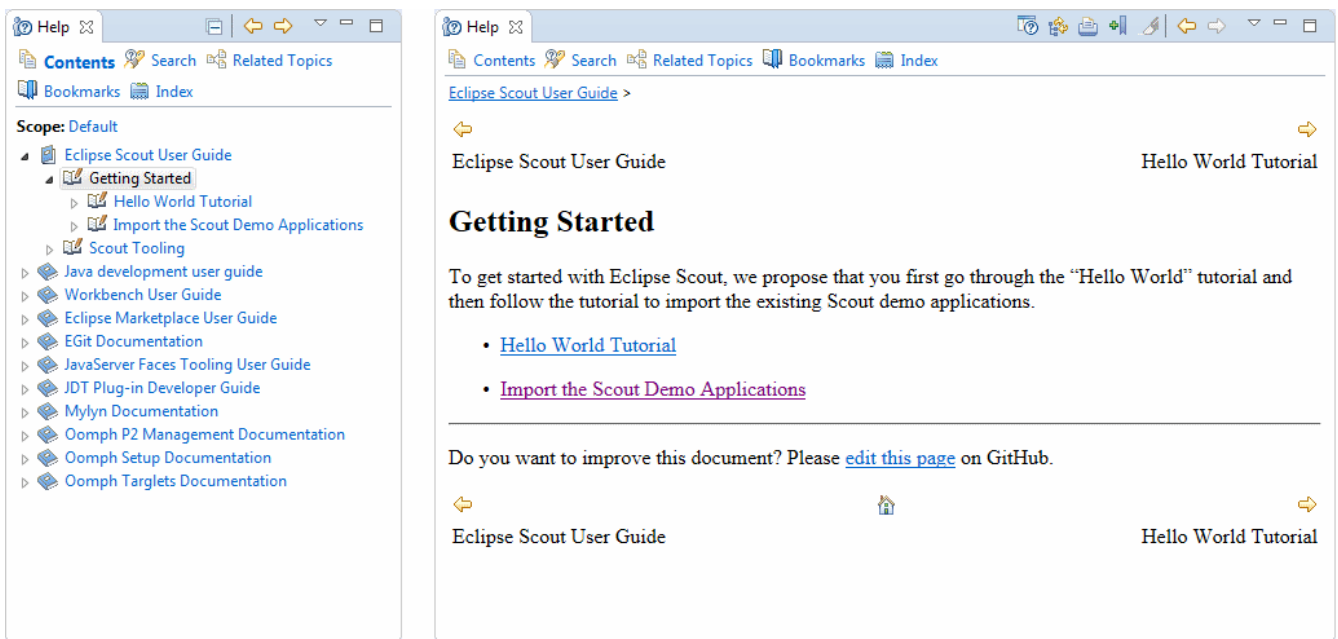 Help
Contents Search Related Topics
Bookmarks Index
Scope: Default
Eclipse Scout User Guide
Getting Started
Hello World Tutorial
Import the Scout Demo Applications
Scout Tooling
Java development user guide
Workbench User Guide
Eclipse Marketplace User Guide
EGit Documentation
JavaServer Faces Tooling User Guide
JDT Plug-in Developer Guide
Mylyn Documentation
Oomph P2 Management Documentation
Oomph Setup Documentation
Oomph Targlets Documentation
Help
Contents Search Related Topics Bookmarks Index
Eclipse Scout User Guide >
Eclipse Scout User Guide Hello World Tutorial
Getting Started
To get started with Eclipse Scout, we propose that you first go through the “Hello World” tutorial and
then follow the tutorial to import the existing Scout demo applications.
• Hello World Tutorial
• Import the Scout Demo Applications
Do you want to improve this document? Please edit this page on GitHub.
Eclipse Scout User Guide Hello World Tutorial